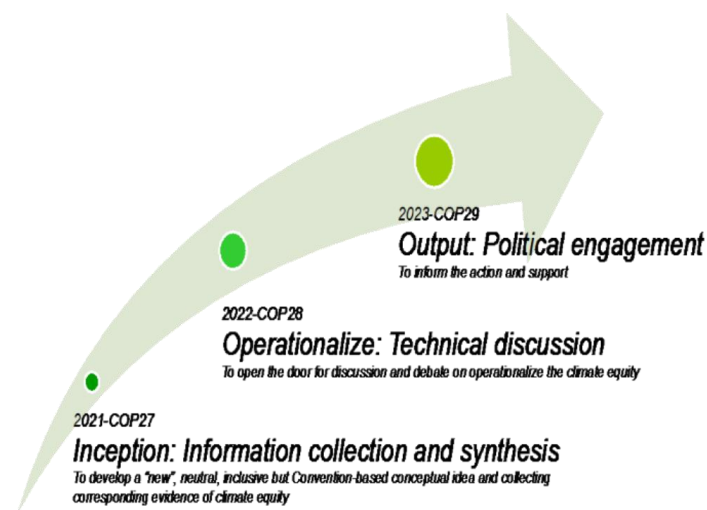 2023-COP29
Output: Political engagement
To inform the action and support
2022-COP28
Operationalize: Technical discussion
To open the door for discussion and debate on operationalize the climate equity
2021-COP27
Inception: Information collection and synthesis
To develop a "new", neutral, inclusive but Convention-based conceptual idea and collecting
corresponding evidence of climate equity